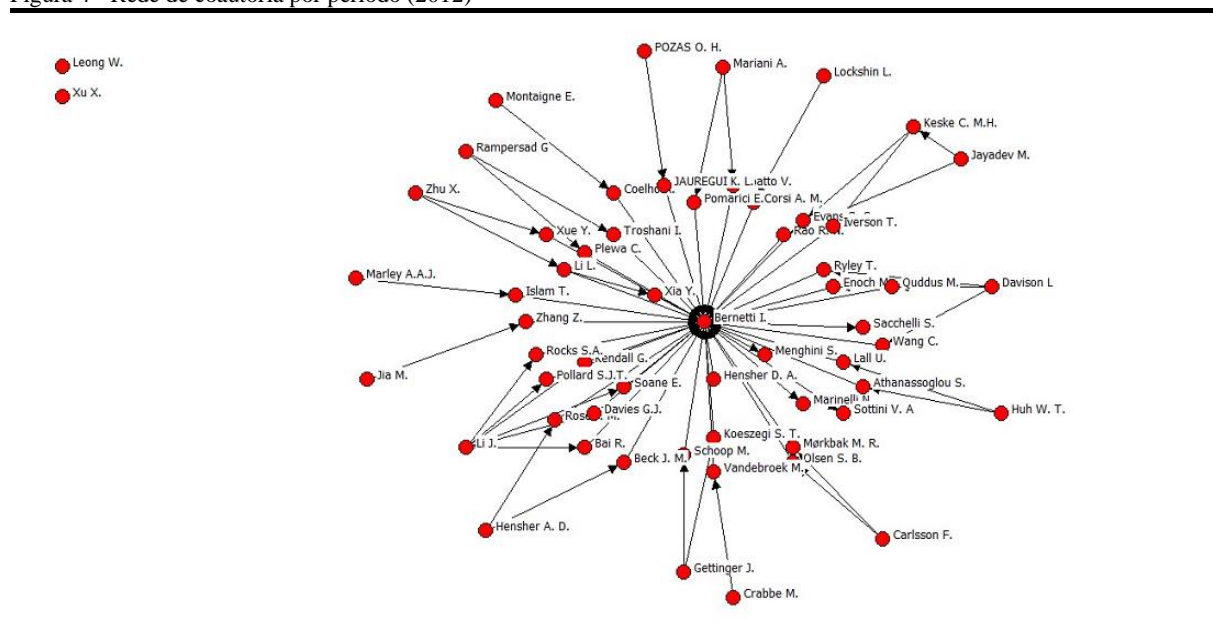 Figura 4 - Rede de coautoria por período (2012)
POZAS O. H.
Leong W.
Mariani A.
Lockshin L.
Xu X.
Montaigne E.
Keske C. M.H.
Rampersad G
Jayadev M.
JAUREGUI K. L.
Zhu X.
Pomarici E.
Corsi A. M.
Iverson T.
Xue Y.
Troshani I.
Plewa C.
Li L.
Ryley T.
Marley A.A.J.
Islam T.
Xia Y.
Quddus M.
Davison L
Zhang Z.
Bernetti I.
Sacchelli S.
Wang C.
Rocks S.A.
Kendall G.
Menghini S.
Lall U.
Jia M.
Pollard S.J.T.
Soane E.
Hensher D. A.
Athanassoglou S.
Marinelli N.
Davies G.J.
Sottini V. A
Huh W. T.
Li J.
Bai R.
Koeszegi S. T.
Mørkbak M. R.
Schoop M.
Olsen S. B.
Beck J. M.
Vandebroek M.
Hensher A. D.
Carlsson F.
Gettinger J.
Crabbe M.